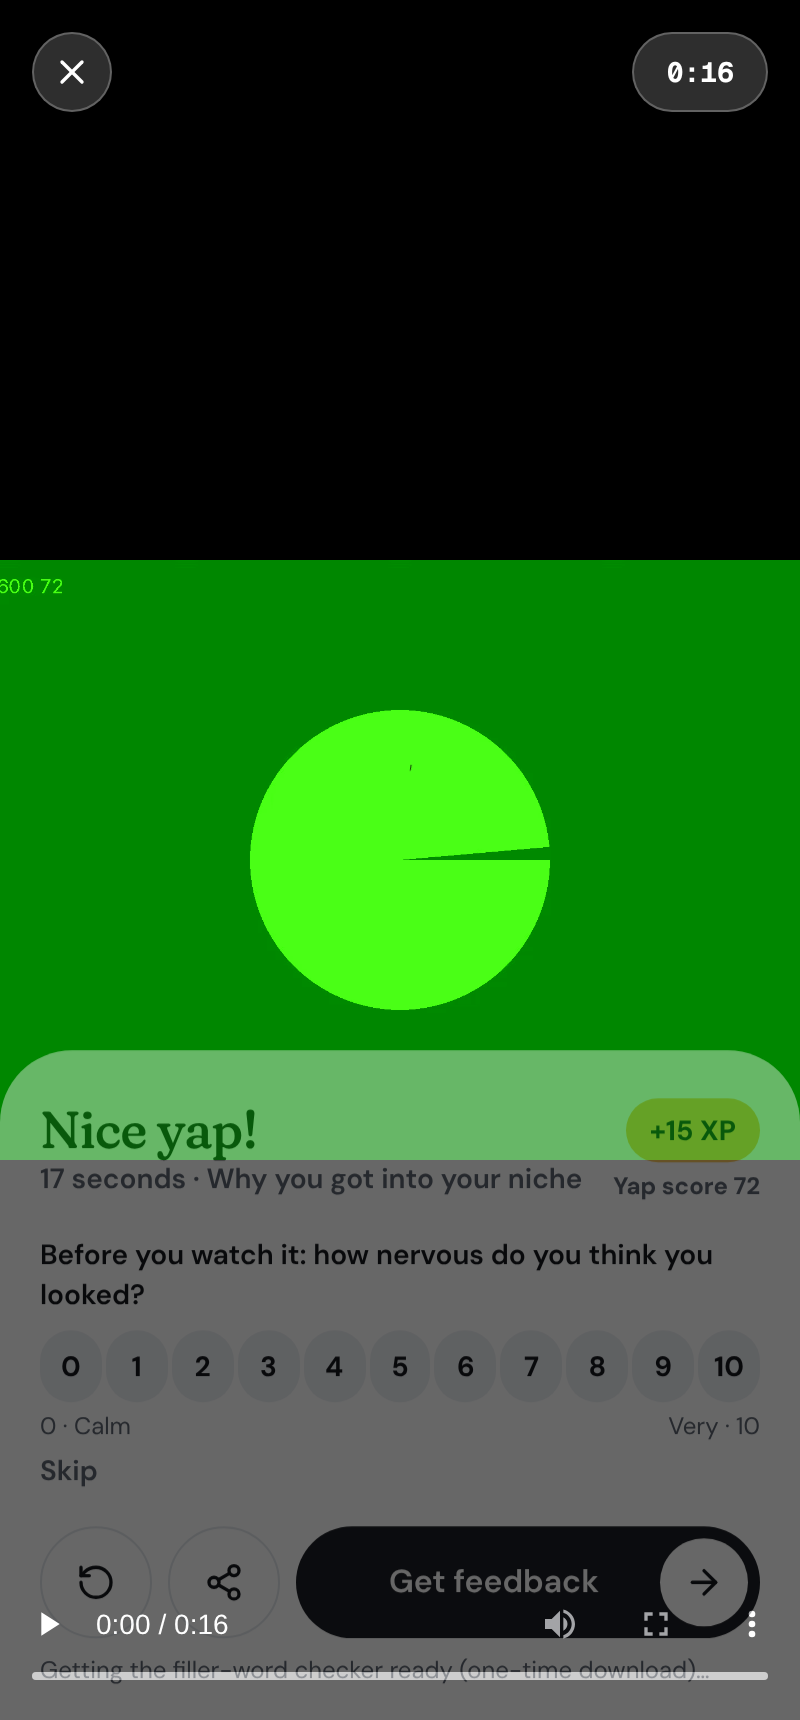 0:16
600 72
Nice yap!
+15 XP
17 seconds · Why you got into your niche
Yap score 72
Before you watch it: how nervous do you think you
looked?
0 1 2 3 4 5 6 7 8 9 10
0 · Calm
Very · 10
Skip
Get feedback
0:00 / 0:16
Getting the filler-word checker ready (one-time download)...